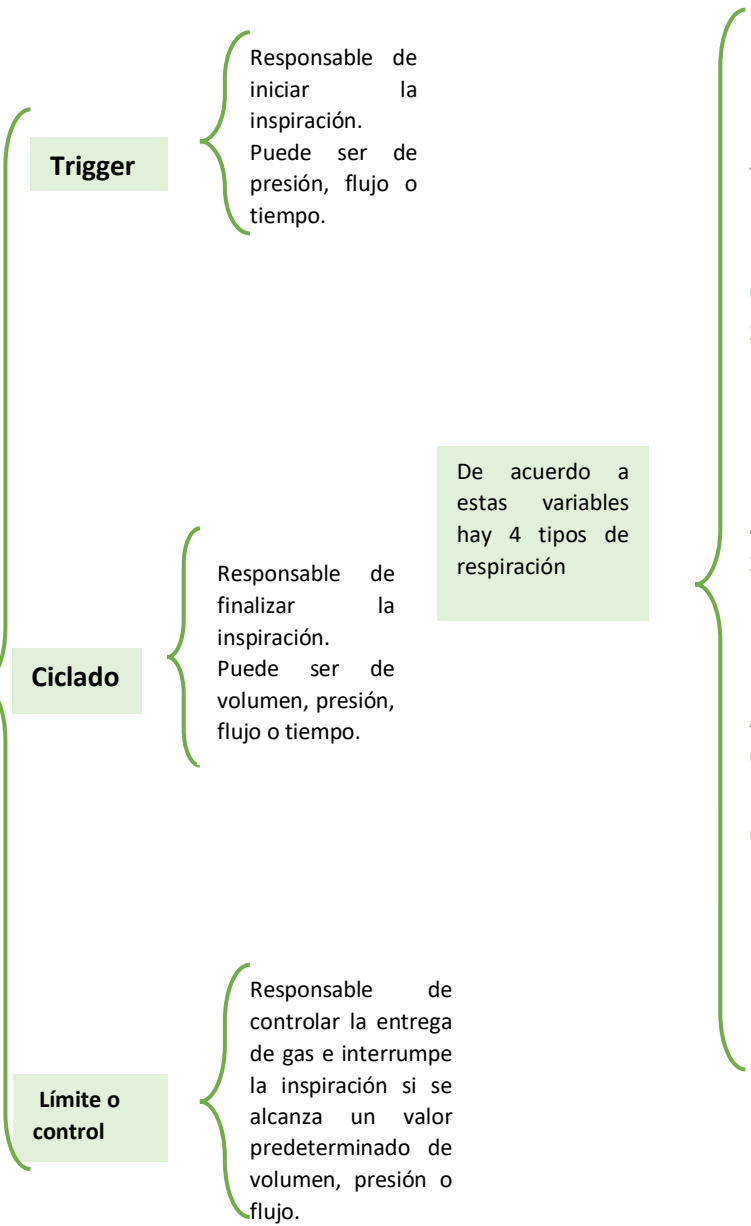 Trigger
Responsable de
iniciar la
inspiración.
Puede ser de
presión, flujo o
tiempo.
De acuerdo a
estas variables
hay 4 tipos de
respiración
Ciclado
Responsable de
finalizar la
inspiración.
Puede ser de
volumen, presión,
flujo o tiempo.
Límite o
control
Responsable de
controlar la entrega
de gas e interrumpe
la inspiración si se
alcanza un valor
predeterminado de
volumen, presión o
flujo.